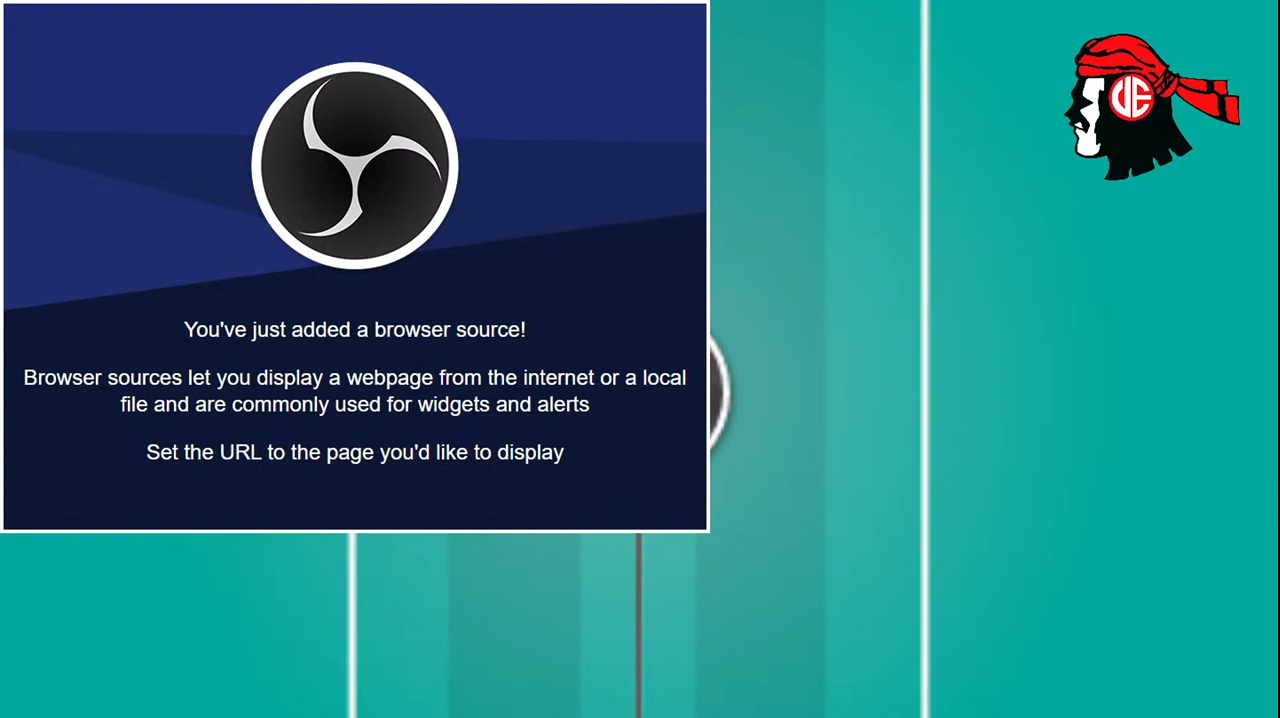 You've just added a browser source!
Browser sources let you display a webpage from the internet or a local
file and are commonly used for widgets and alerts
Set the URL to the page you'd like to display
UE